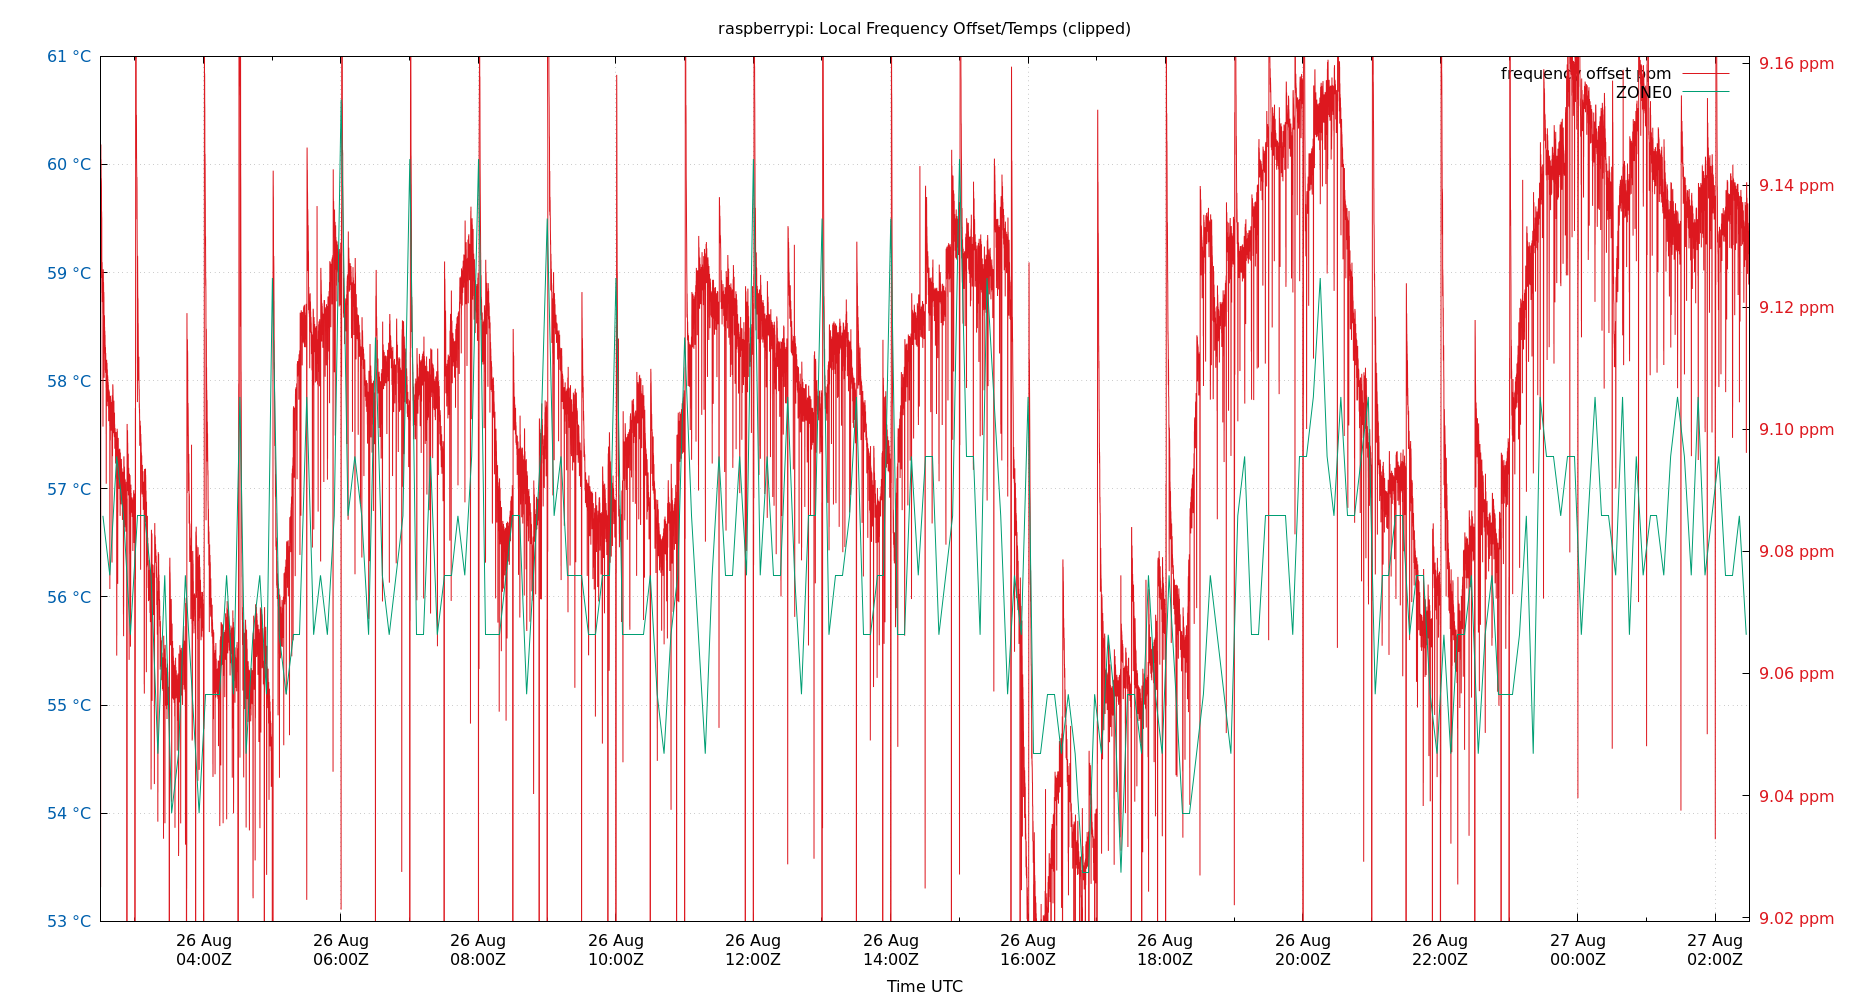 raspberrypi: Local Frequency Offset/Temps (clipped)
61 °C
60 °C
59 °C
58 °C
57 °C
56 °C
55 °C
54 °C
53 °C
9.16 ppm
9.14 ppm
9.12 ppm
9.10 ppm
9.08 ppm
9.06 ppm
9.04 ppm
9.02 ppm
frequency offset ppm
ZONE0
26 Aug 26 Aug 26 Aug 26 Aug 26 Aug 26 Aug 26 Aug 26 Aug 26 Aug 26 Aug 27 Aug 27 Aug
04:00Z 06:00Z 08:00Z 10:00Z 12:00Z 14:00Z 16:00Z 18:00Z 20:00Z 22:00Z 00:00Z 02:00Z
Time UTC